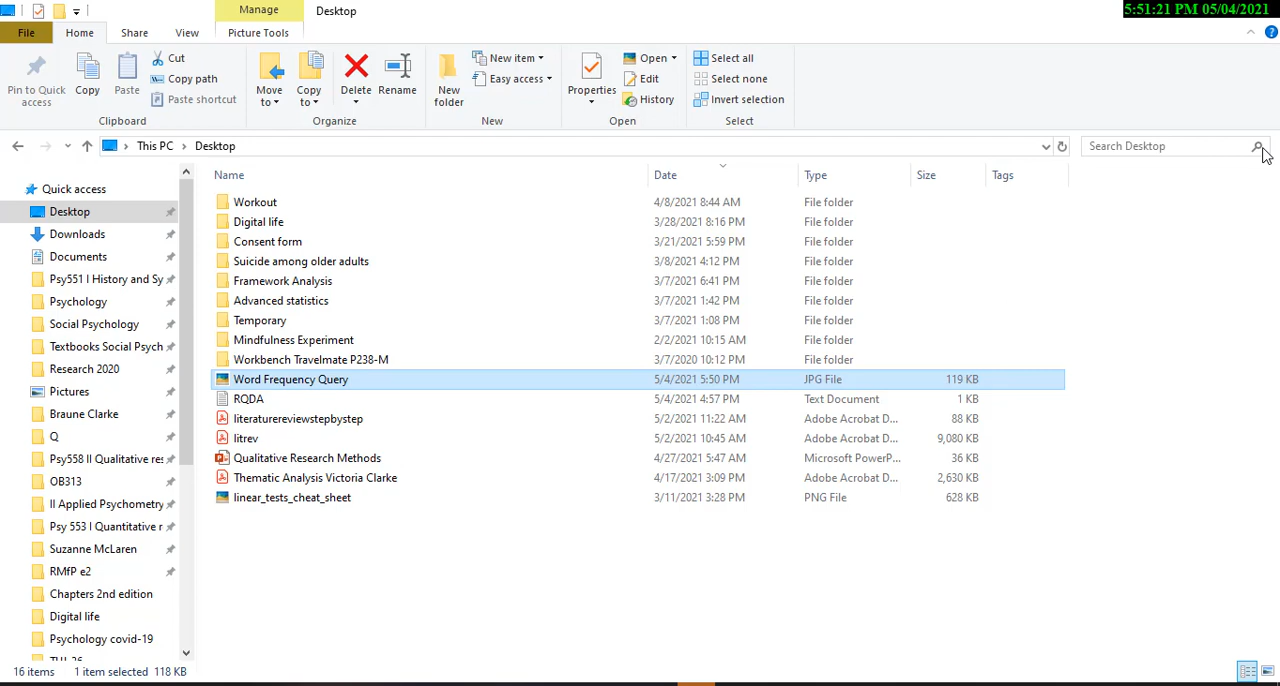 Manage
Desktop
5:51:21 PM 05/04/2021
File
Home
Share
View
Picture Tools
Pin to Quick access
Copy
Paste
Cut
Copy path
Paste shortcut
Clipboard
Move to
Copy to
Delete
Rename
Organize
New folder
New item
Easy access
New
Properties
Open
Edit
History
Open
Select all
Select none
Invert selection
Select
This PC
Desktop
Search Desktop
Quick access
Desktop
Downloads
Documents
Psy551 I History and Sy
Psychology
Social Psychology
Textbooks Social Psych
Research 2020
Pictures
Braune Clarke
Q
Psy558 II Qualitative res
OB313
II Applied Psychometry
Psy 553 I Quantitative r
Suzanne McLaren
RMfP e2
Chapters 2nd edition
Digital life
Psychology covid-19
Name Date Type Size Tags
Workout 4/8/2021 8:44 AM File folder
Digital life 3/28/2021 8:16 PM File folder
Consent form 3/21/2021 5:59 PM File folder
Suicide among older adults 3/8/2021 4:12 PM File folder
Framework Analysis 3/7/2021 6:41 PM File folder
Advanced statistics 3/7/2021 1:42 PM File folder
Temporary 3/7/2021 1:08 PM File folder
Mindfulness Experiment 2/2/2021 10:15 AM File folder
Workbench Travelmate P238-M 3/7/2020 10:12 PM File folder
Word Frequency Query 5/4/2021 5:50 PM JPG File 119 KB
RQDA 5/4/2021 4:57 PM Text Document 1 KB
literaturereviewstepbystep 5/2/2021 11:22 AM Adobe Acrobat D... 88 KB
litrev 5/2/2021 10:45 AM Adobe Acrobat D... 9,080 KB
Qualitative Research Methods 4/27/2021 5:47 AM Microsoft PowerP... 36 KB
Thematic Analysis Victoria Clarke 4/17/2021 3:09 PM Adobe Acrobat D... 2,630 KB
linear_tests_cheat_sheet 3/11/2021 3:28 PM PNG File 628 KB
16 items 1 item selected 118 KB